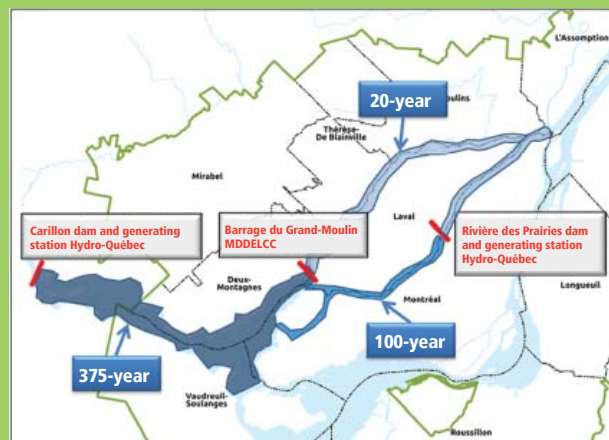 L'Assomption
20-year
oulins
Thérèse-
De Blainville
Mirabel
Carillon dam and generating
station Hydro-Québec
Barrage du Grand-Moulin
MDDELCC
Laval
Rivière des Prairies dam
and generating station
Hydro-Québec
Deux-
Montagnes
Longueuil
Montréal
100-year
375-year
Vaudreuil-
Soulanges
Roussillon